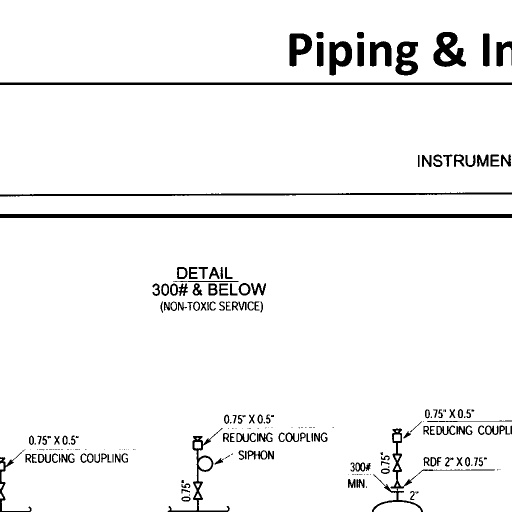 Piping & In
INSTRUMEN
DETAIL
300# & BELOW
(NON-TOXIC SERVICE)
0.75" X 0.5"
REDUCING COUPLING
0.75" X 0.5"
REDUCING COUPLING
SIPHON
0.75"
0.75" X 0.5"
REDUCING COUPLI
0.75"
300#
MIN.
RDF 2" X 0.75"
2"